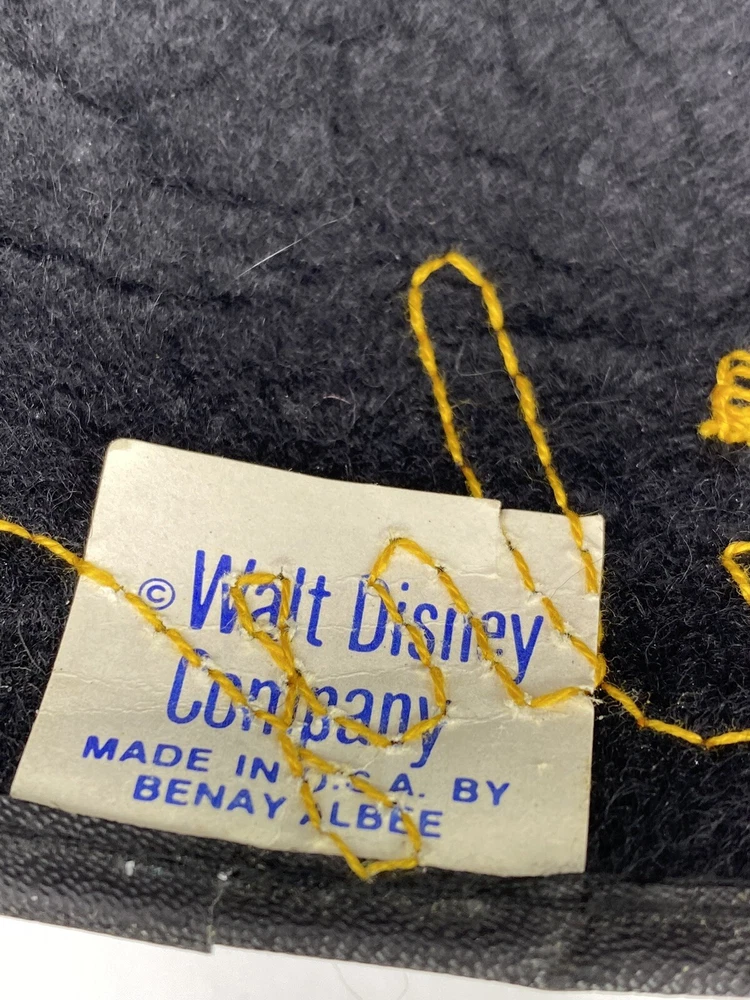 © Walt Disney
Company
MADE IN U.S.A. BY
BENAY ALBEE